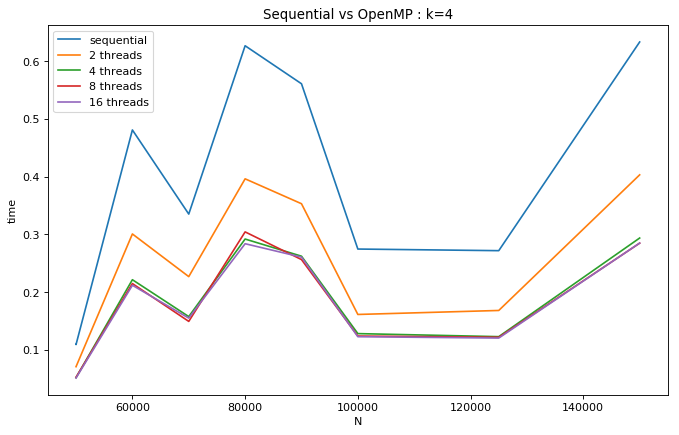 Sequential vs OpenMP : k=4
sequential
2 threads
4 threads
8 threads
16 threads
time
0.6
0.5
0.4
0.3
0.2
0.1
60000 80000 100000 120000 140000
N